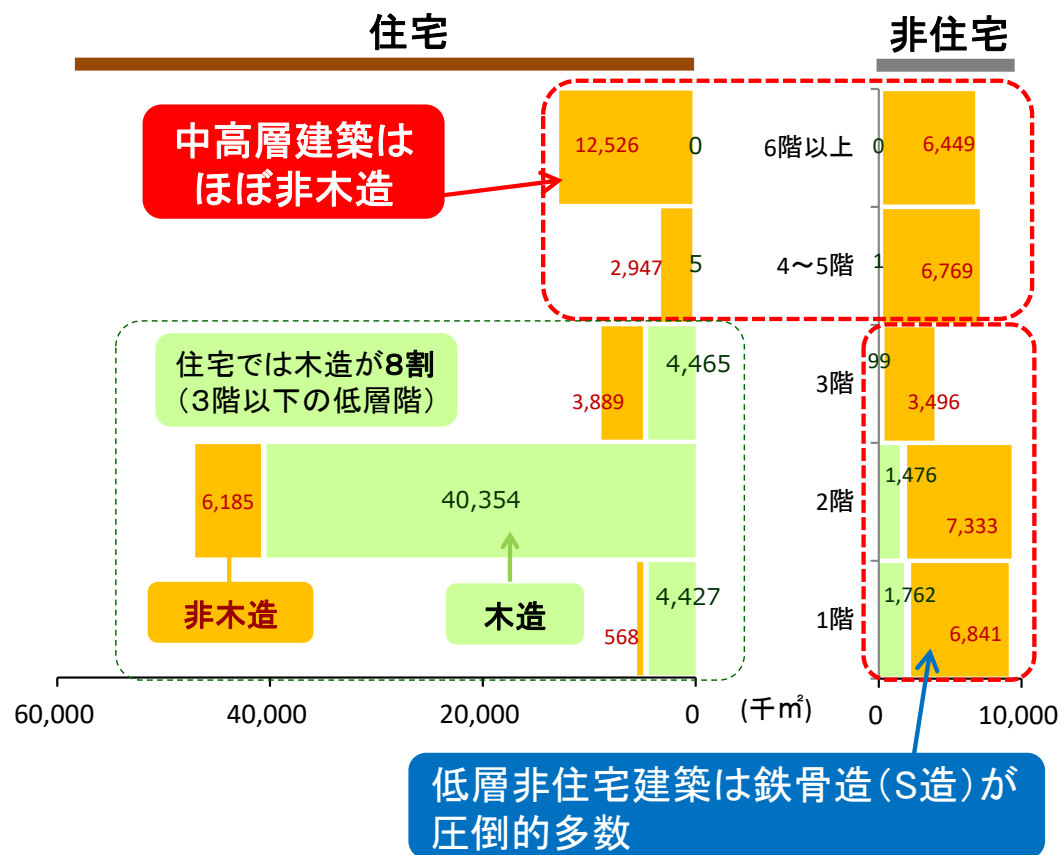 住宅
非住宅
中高層建築は
ほぼ非木造
12,526
0
6階以上
0
6,449
2,947
5
4～5階
1
6,769
住宅では木造が8割
（3階以下の低層階）
3,889
4,465
3階
99
3,496
6,185
40,354
2階
1,476
7,333
非木造
木造
568
4,427
1階
1,762
6,841
60,000
40,000
20,000
0
(千㎡)
0
10,000
低層非住宅建築は鉄骨造（S造）が
圧倒的多数